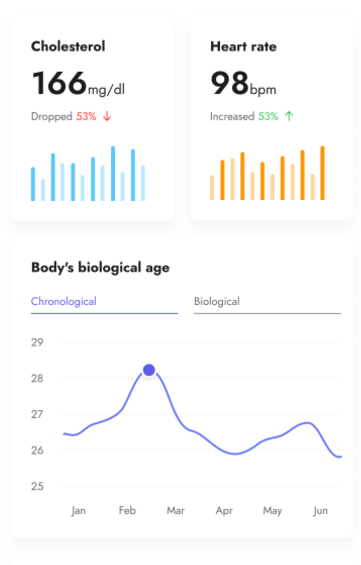 Cholesterol
166mg/dl
Dropped 53% ↓
Heart rate
98bpm
Increased 53% ↑
Body's biological age
Chronological
Biological
29
28
27
26
25
Jan Feb Mar Apr May Jun